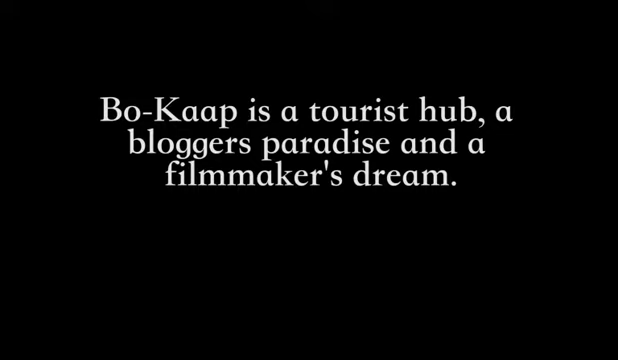 Bo-Kaap is a tourist hub, a
bloggers paradise and a
filmmaker's dream.